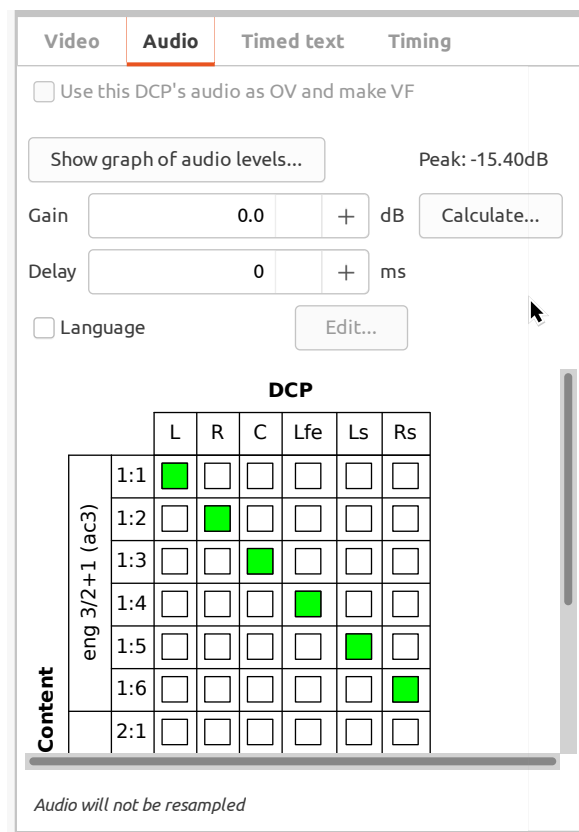 Video Audio Timed text Timing
Use this DCP's audio as OV and make VF
Show graph of audio levels... Peak: -15.40dB
Gain 0.0 + dB Calculate...
Delay 0 + ms
Language Edit...
DCP
L R C Lfe Ls Rs
Content
eng 3/2+1 (ac3)
1:1
1:2
1:3
1:4
1:5
1:6
2:1
Audio will not be resampled